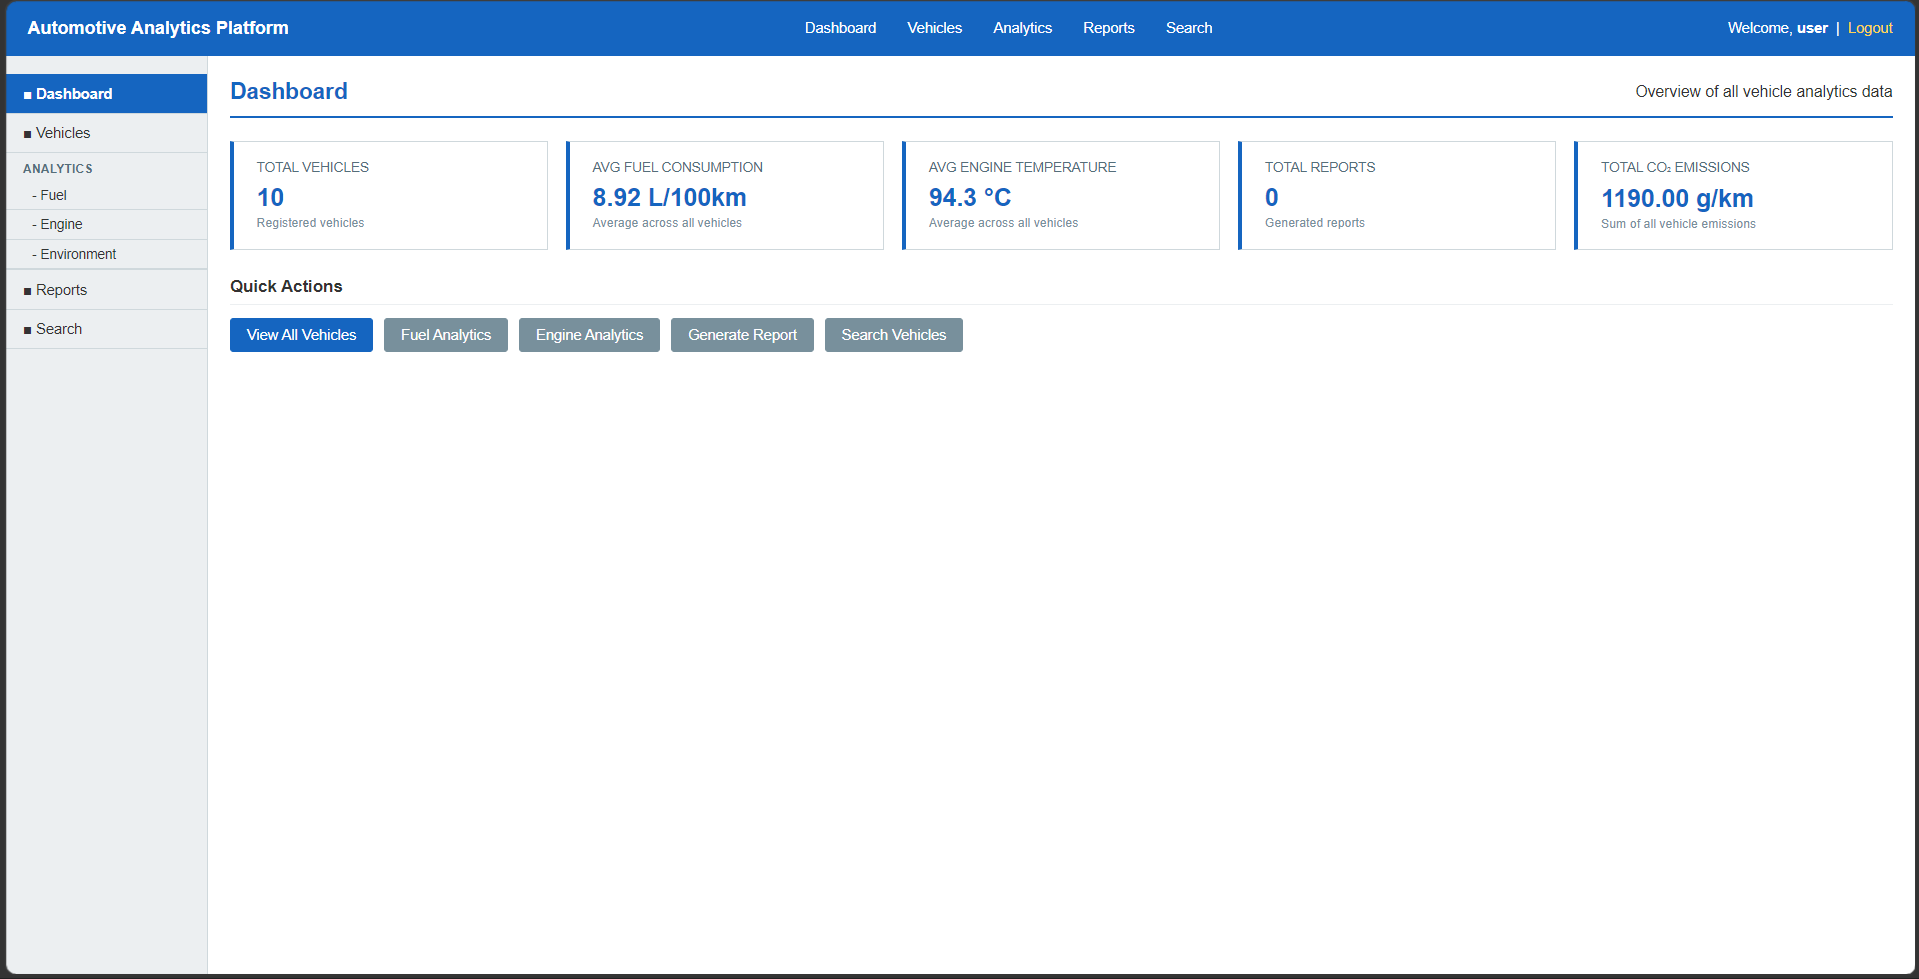 Automotive Analytics Platform
Dashboard Vehicles Analytics Reports Search
Welcome, user | Logout
■ Dashboard
■ Vehicles
ANALYTICS
- Fuel
- Engine
- Environment
■ Reports
■ Search
Dashboard
Overview of all vehicle analytics data
TOTAL VEHICLES
10
Registered vehicles
AVG FUEL CONSUMPTION
8.92 L/100km
Average across all vehicles
AVG ENGINE TEMPERATURE
94.3 °C
Average across all vehicles
TOTAL REPORTS
0
Generated reports
TOTAL CO₂ EMISSIONS
1190.00 g/km
Sum of all vehicle emissions
Quick Actions
View All Vehicles
Fuel Analytics
Engine Analytics
Generate Report
Search Vehicles